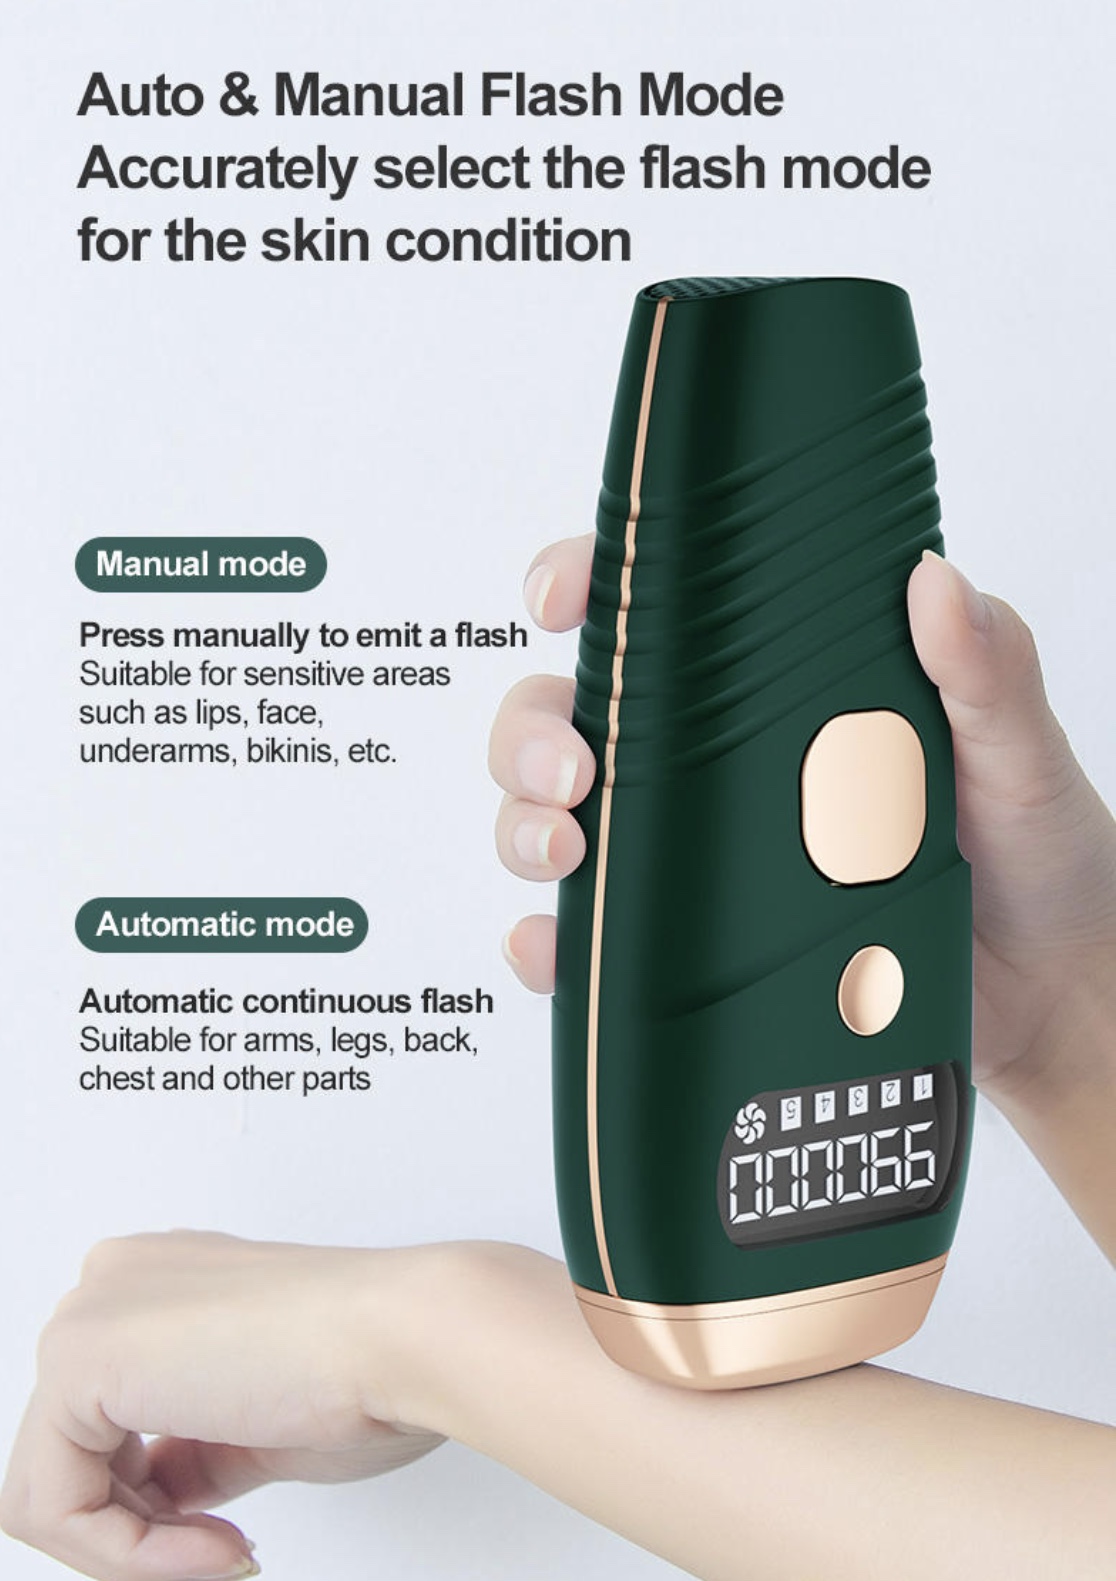 Auto & Manual Flash Mode
Accurately select the flash mode
for the skin condition
Manual mode
Press manually to emit a flash
Suitable for sensitive areas
such as lips, face,
underarms, bikinis, etc.
Automatic mode
Automatic continuous flash
Suitable for arms, legs, back,
chest and other parts
5 4 3 2 1
000066